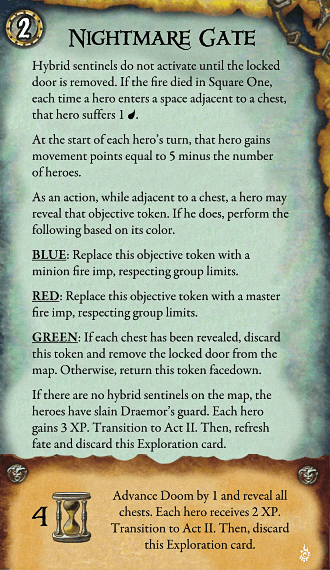 2
Nightmare Gate
Hybrid sentinels do not activate until the locked
door is removed. If the fire died in Square One,
each time a hero enters a space adjacent to a chest,
that hero suffers 1 .
At the start of each hero's turn, that hero gains
movement points equal to 5 minus the number
of heroes.
As an action, while adjacent to a chest, a hero may
reveal that objective token. If he does, perform the
following based on its color.
BLUE: Replace this objective token with a
minion fire imp, respecting group limits.
RED: Replace this objective token with a master
fire imp, respecting group limits.
GREEN: If each chest has been revealed, discard
this token and remove the locked door from the
map. Otherwise, return this token facedown.
If there are no hybrid sentinels on the map, the
heroes have slain Draemor's guard. Each hero
gains 3 XP. Transition to Act II. Then, refresh
fate and discard this Exploration card.
4
Advance Doom by 1 and reveal all
chests. Each hero receives 2 XP.
Transition to Act II. Then, discard
this Exploration card.